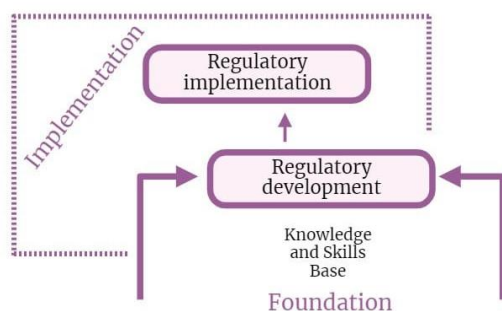 Implementation
Regulatory
implementation
Regulatory
development
Knowledge
and Skills
Base
Foundation